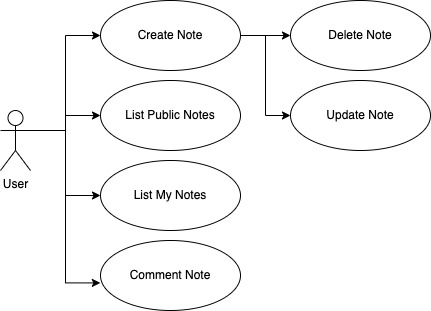 Create Note
Delete Note
List Public Notes
Update Note
User
List My Notes
Comment Note